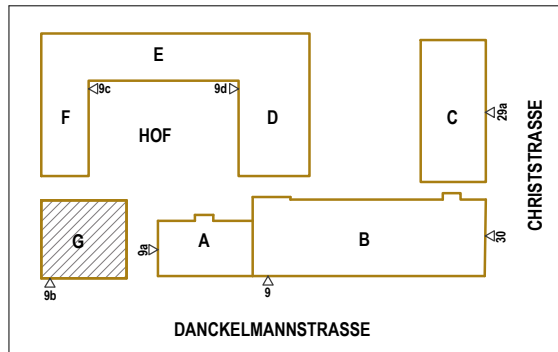 E
9c
9d
F
D
C
29a
HOF
CHRISTSTRASSE
G
A
B
9a
30
9b
9
DANCKELMANNSTRASSE